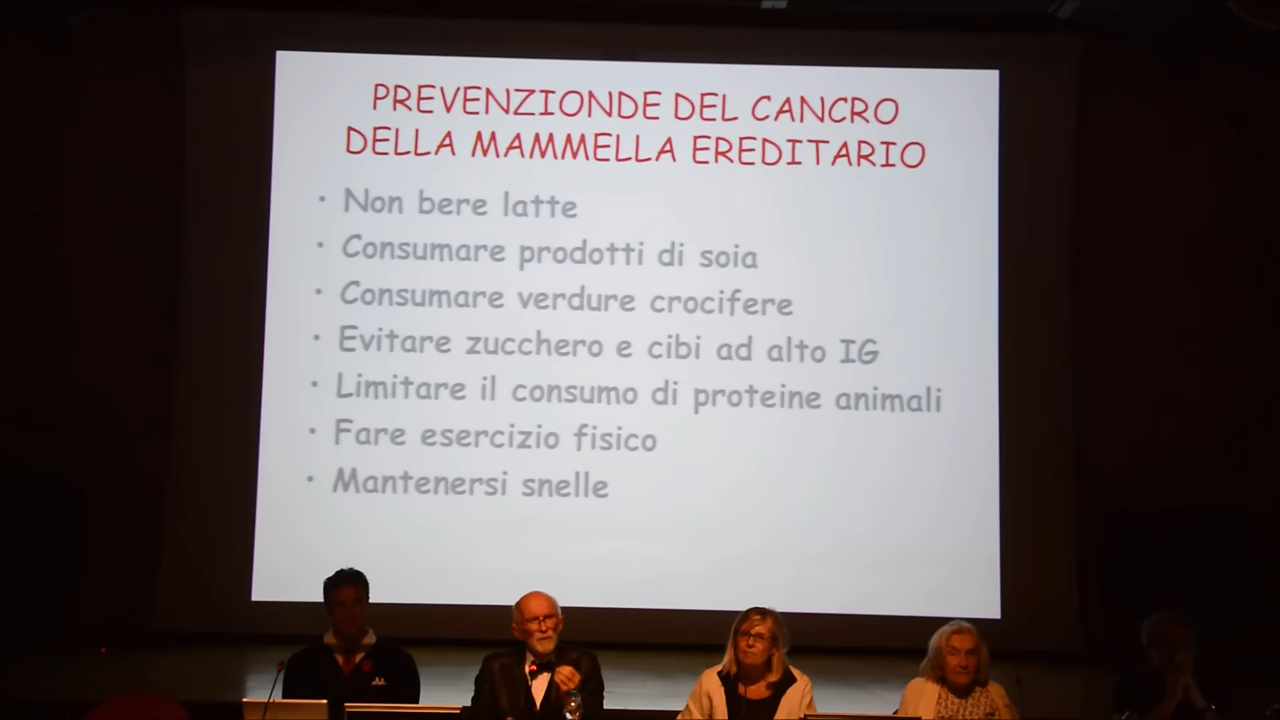 PREVENZIONDE DEL CANCRO
DELLA MAMMELLA EREDITARIO
• Non bere latte
• Consumare prodotti di soia
• Consumare verdure crocifere
• Evitare zucchero e cibi ad alto IG
• Limitare il consumo di proteine animali
• Fare esercizio fisico
• Mantenersi snelle